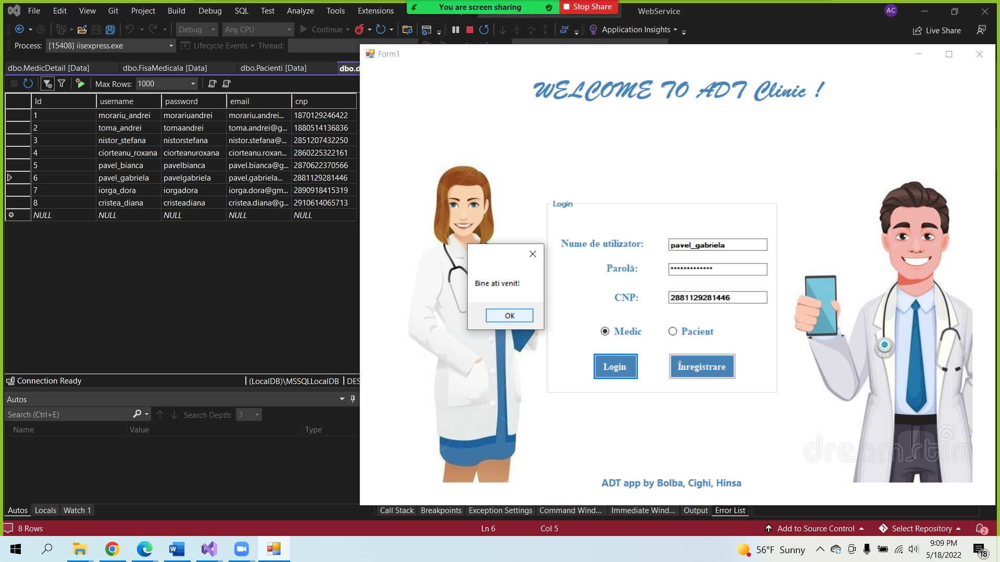 File Edit View Git Project Build Debug SQL Test Analyze Tools Extensions
You are screen sharing Stop Share
WebService AC
Debug Any CPU Continue Application Insights Live Share
Process: [15408] iisexpress.exe Lifecycle Events Thread:
Form1
dbo.MedicDetail [Data] dbo.FisaMedicala [Data] dbo.Pacienti [Data] dbo.d
Max Rows: 1000
Id username password email cnp
1 morariu_andrei morariuandrei morariu.andrei... 1870129246422
2 toma_andrei tomaandrei toma.andrei@g... 1880514136836
3 nistor_stefana nistorstefana nistor.stefana@... 2851207432250
4 ciorteanu_roxana ciorteanuroxana ciorteanu.roxan... 2860225322161
5 pavel_bianca pavelbianca pavel.bianca@g... 2870622370566
6 pavel_gabriela pavelgabriela pavel.gabriela... 2881129281446
7 iorga_dora iorgadora iorga.dora@gm... 2890918415319
8 cristea_diana cristeadiana cristea.diana@g... 2910614065713
NULL NULL NULL NULL NULL
WELCOME TO ADT Clinic !
Login
Nume de utilizator: pavel_gabriela
Parolă: •••••••••••••
CNP: 2881129281446
Medic Pacient
Login Înregistrare
Bine ati venit!
OK
dreamstim
ADT app by Bolba, Cighi, Hinsa
Connection Ready (LocalDB)\MSSQLLocalDB DES
Autos
Search (Ctrl+E) Search Depth: 3
Name Value Type
Autos Locals Watch 1
Call Stack Breakpoints Exception Settings Command Wind... Immediate Wind... Output Error List
8 Rows Ln 6 Col 5 Add to Source Control Select Repository 2
56°F Sunny
9:09 PM
5/18/2022
18